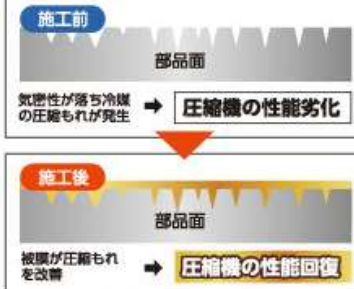 施工前
部品面
気密性が落ち冷媒
の圧縮もれが発生
➡ 圧縮機の性能劣化
施工後
部品面
被膜が圧縮もれ
を改善
➡ 圧縮機の性能回復